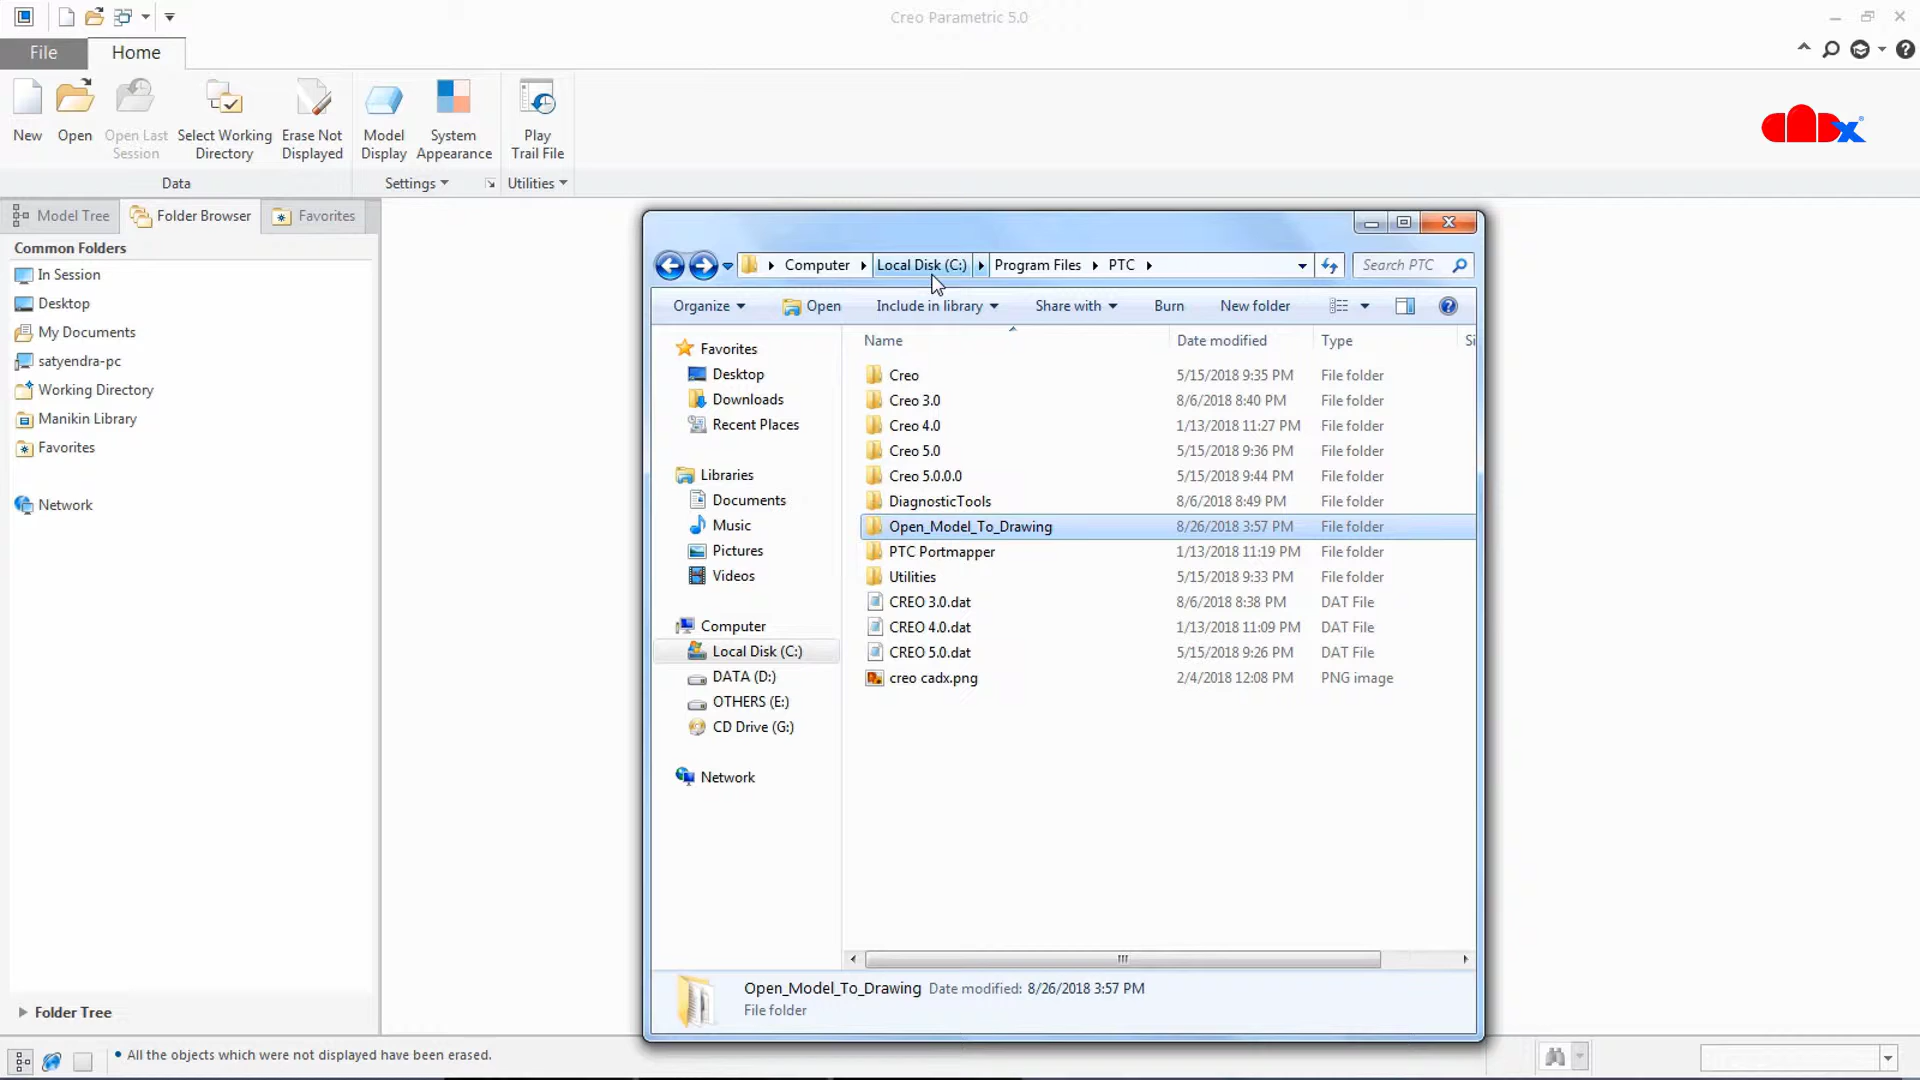 Creo Parametric 5.0
File
Home
New
Open
Open Last
Session
Select Working
Directory
Erase Not
Displayed
Model
Display
System
Appearance
Play
Trail File
Data
Settings
Utilities
CADx®
Model Tree
Folder Browser
Favorites
Common Folders
In Session
Desktop
My Documents
satyendra-pc
Working Directory
Manikin Library
Favorites
Network
Folder Tree
Computer
Local Disk (C:)
Program Files
PTC
Search PTC
Organize
Open
Include in library
Share with
Burn
New folder
Favorites
Desktop
Downloads
Recent Places
Libraries
Documents
Music
Pictures
Videos
Computer
Local Disk (C:)
DATA (D:)
OTHERS (E:)
CD Drive (G:)
Network
Name Date modified Type Si
Creo 5/15/2018 9:35 PM File folder
Creo 3.0 8/6/2018 8:40 PM File folder
Creo 4.0 1/13/2018 11:27 PM File folder
Creo 5.0 5/15/2018 9:36 PM File folder
Creo 5.0.0.0 5/15/2018 9:44 PM File folder
DiagnosticTools 8/6/2018 8:49 PM File folder
Open_Model_To_Drawing 8/26/2018 3:57 PM File folder
PTC Portmapper 1/13/2018 11:19 PM File folder
Utilities 5/15/2018 9:33 PM File folder
CREO 3.0.dat 8/6/2018 8:38 PM DAT File
CREO 4.0.dat 1/13/2018 11:09 PM DAT File
CREO 5.0.dat 5/15/2018 9:26 PM DAT File
creo cadx.png 2/4/2018 12:08 PM PNG image
Open_Model_To_Drawing Date modified: 8/26/2018 3:57 PM
File folder
• All the objects which were not displayed have been erased.